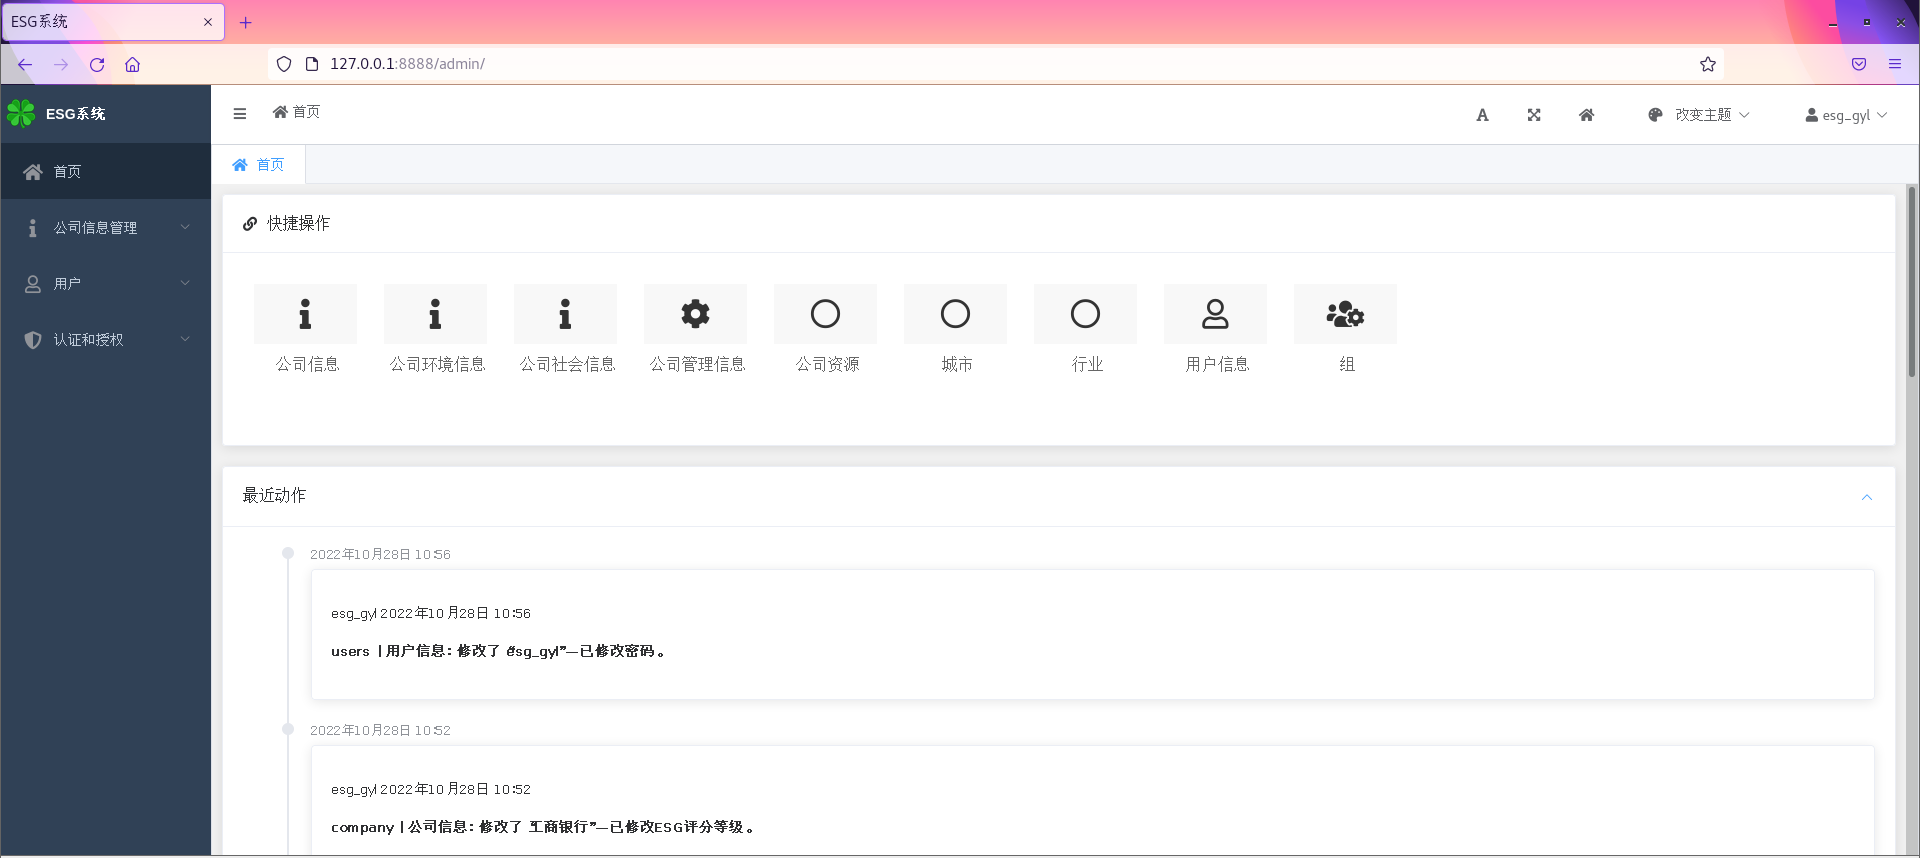 ESG系统
127.0.0.1:8888/admin/
ESG系统
首页
A
改变主题
esg_gyl
首页
公司信息管理
用户
认证和授权
首页
快捷操作
公司信息
公司环境信息
公司社会信息
公司管理信息
公司资源
城市
行业
用户信息
组
最近动作
2022年10月28日 10:56
esg_gyl 2022年10月28日 10:56
users | 用户信息：修改了 “esg_gyl”—已修改密码。
2022年10月28日 10:52
esg_gyl 2022年10月28日 10:52
company | 公司信息：修改了 “工商银行”—已修改ESG评分等级。